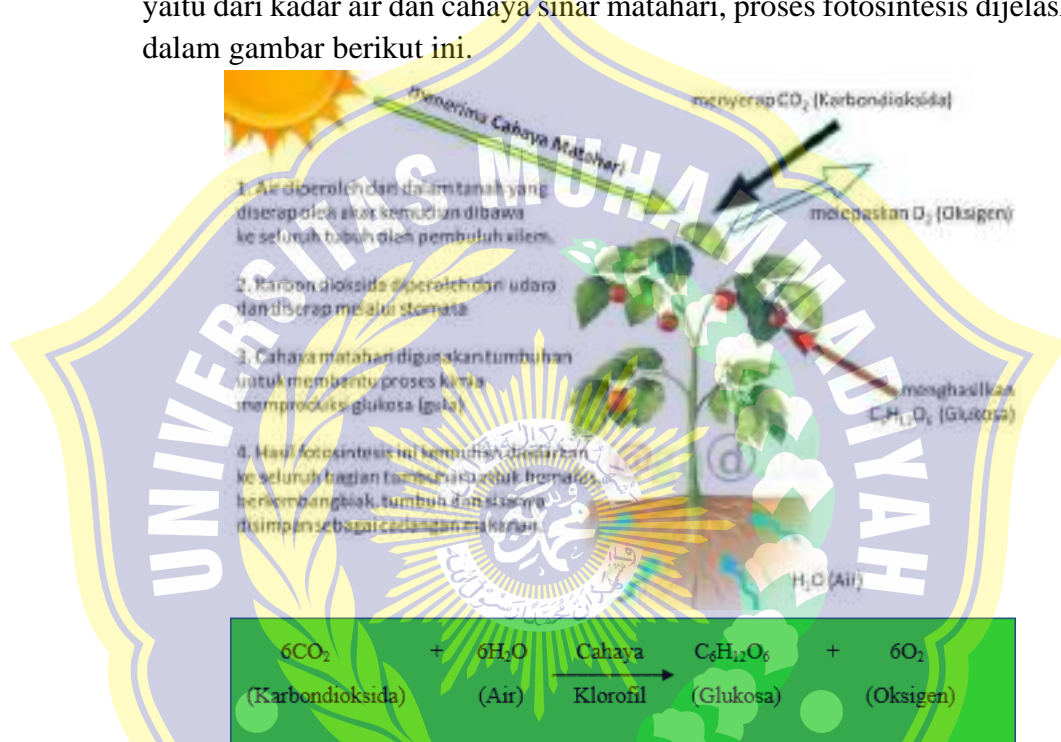 yaitu dari kadar air dan cahaya sinar matahari, proses fotosintesis dijelas
dalam gambar berikut ini.
menerima Cahaya Matahari
menyerap CO₂ (Karbondioksida)
melepaskan O₂ (Oksigen)
1. Air diperoleh dari dalam tanah yang
diserap oleh akar kemudian dibawa
ke seluruh tubuh oleh pembuluh xilem.
2. Karbon dioksida diperoleh dari udara
dan diserap melalui stomata
3. Cahaya matahari digunakan tumbuhan
untuk membantu proses kimia
memproduksi glukosa (gula)
menghasilkan
C₆H₁₂O₆ (Glukosa)
4. Hasil fotosintesis ini kemudian diedarkan
ke seluruh bagian untuk bernafas,
berkembangbiak, tumbuh dan sisanya
disimpan sebagai cadangan makanan.
d
H₂O (Air)
6CO₂ + 6H₂O Cahaya C₆H₁₂O₆ + 6O₂
(Karbondioksida) (Air) Klorofil (Glukosa) (Oksigen)
UNIVERSITAS MUHAMMADIYAH